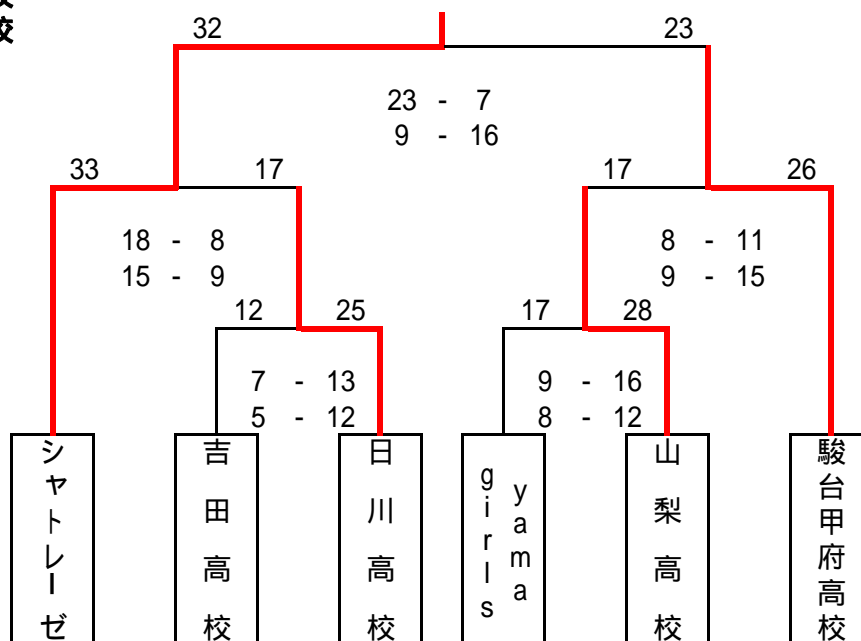 校
32 23
23 - 7
9 - 16
33 17 17 26
18 - 8 8 - 11
15 - 9 9 - 15
12 25 17 28
7 - 13 9 - 16
5 - 12 8 - 12
シャトレーゼ
吉田高校
日川高校
yama
girls
山梨高校
駿台甲府高校